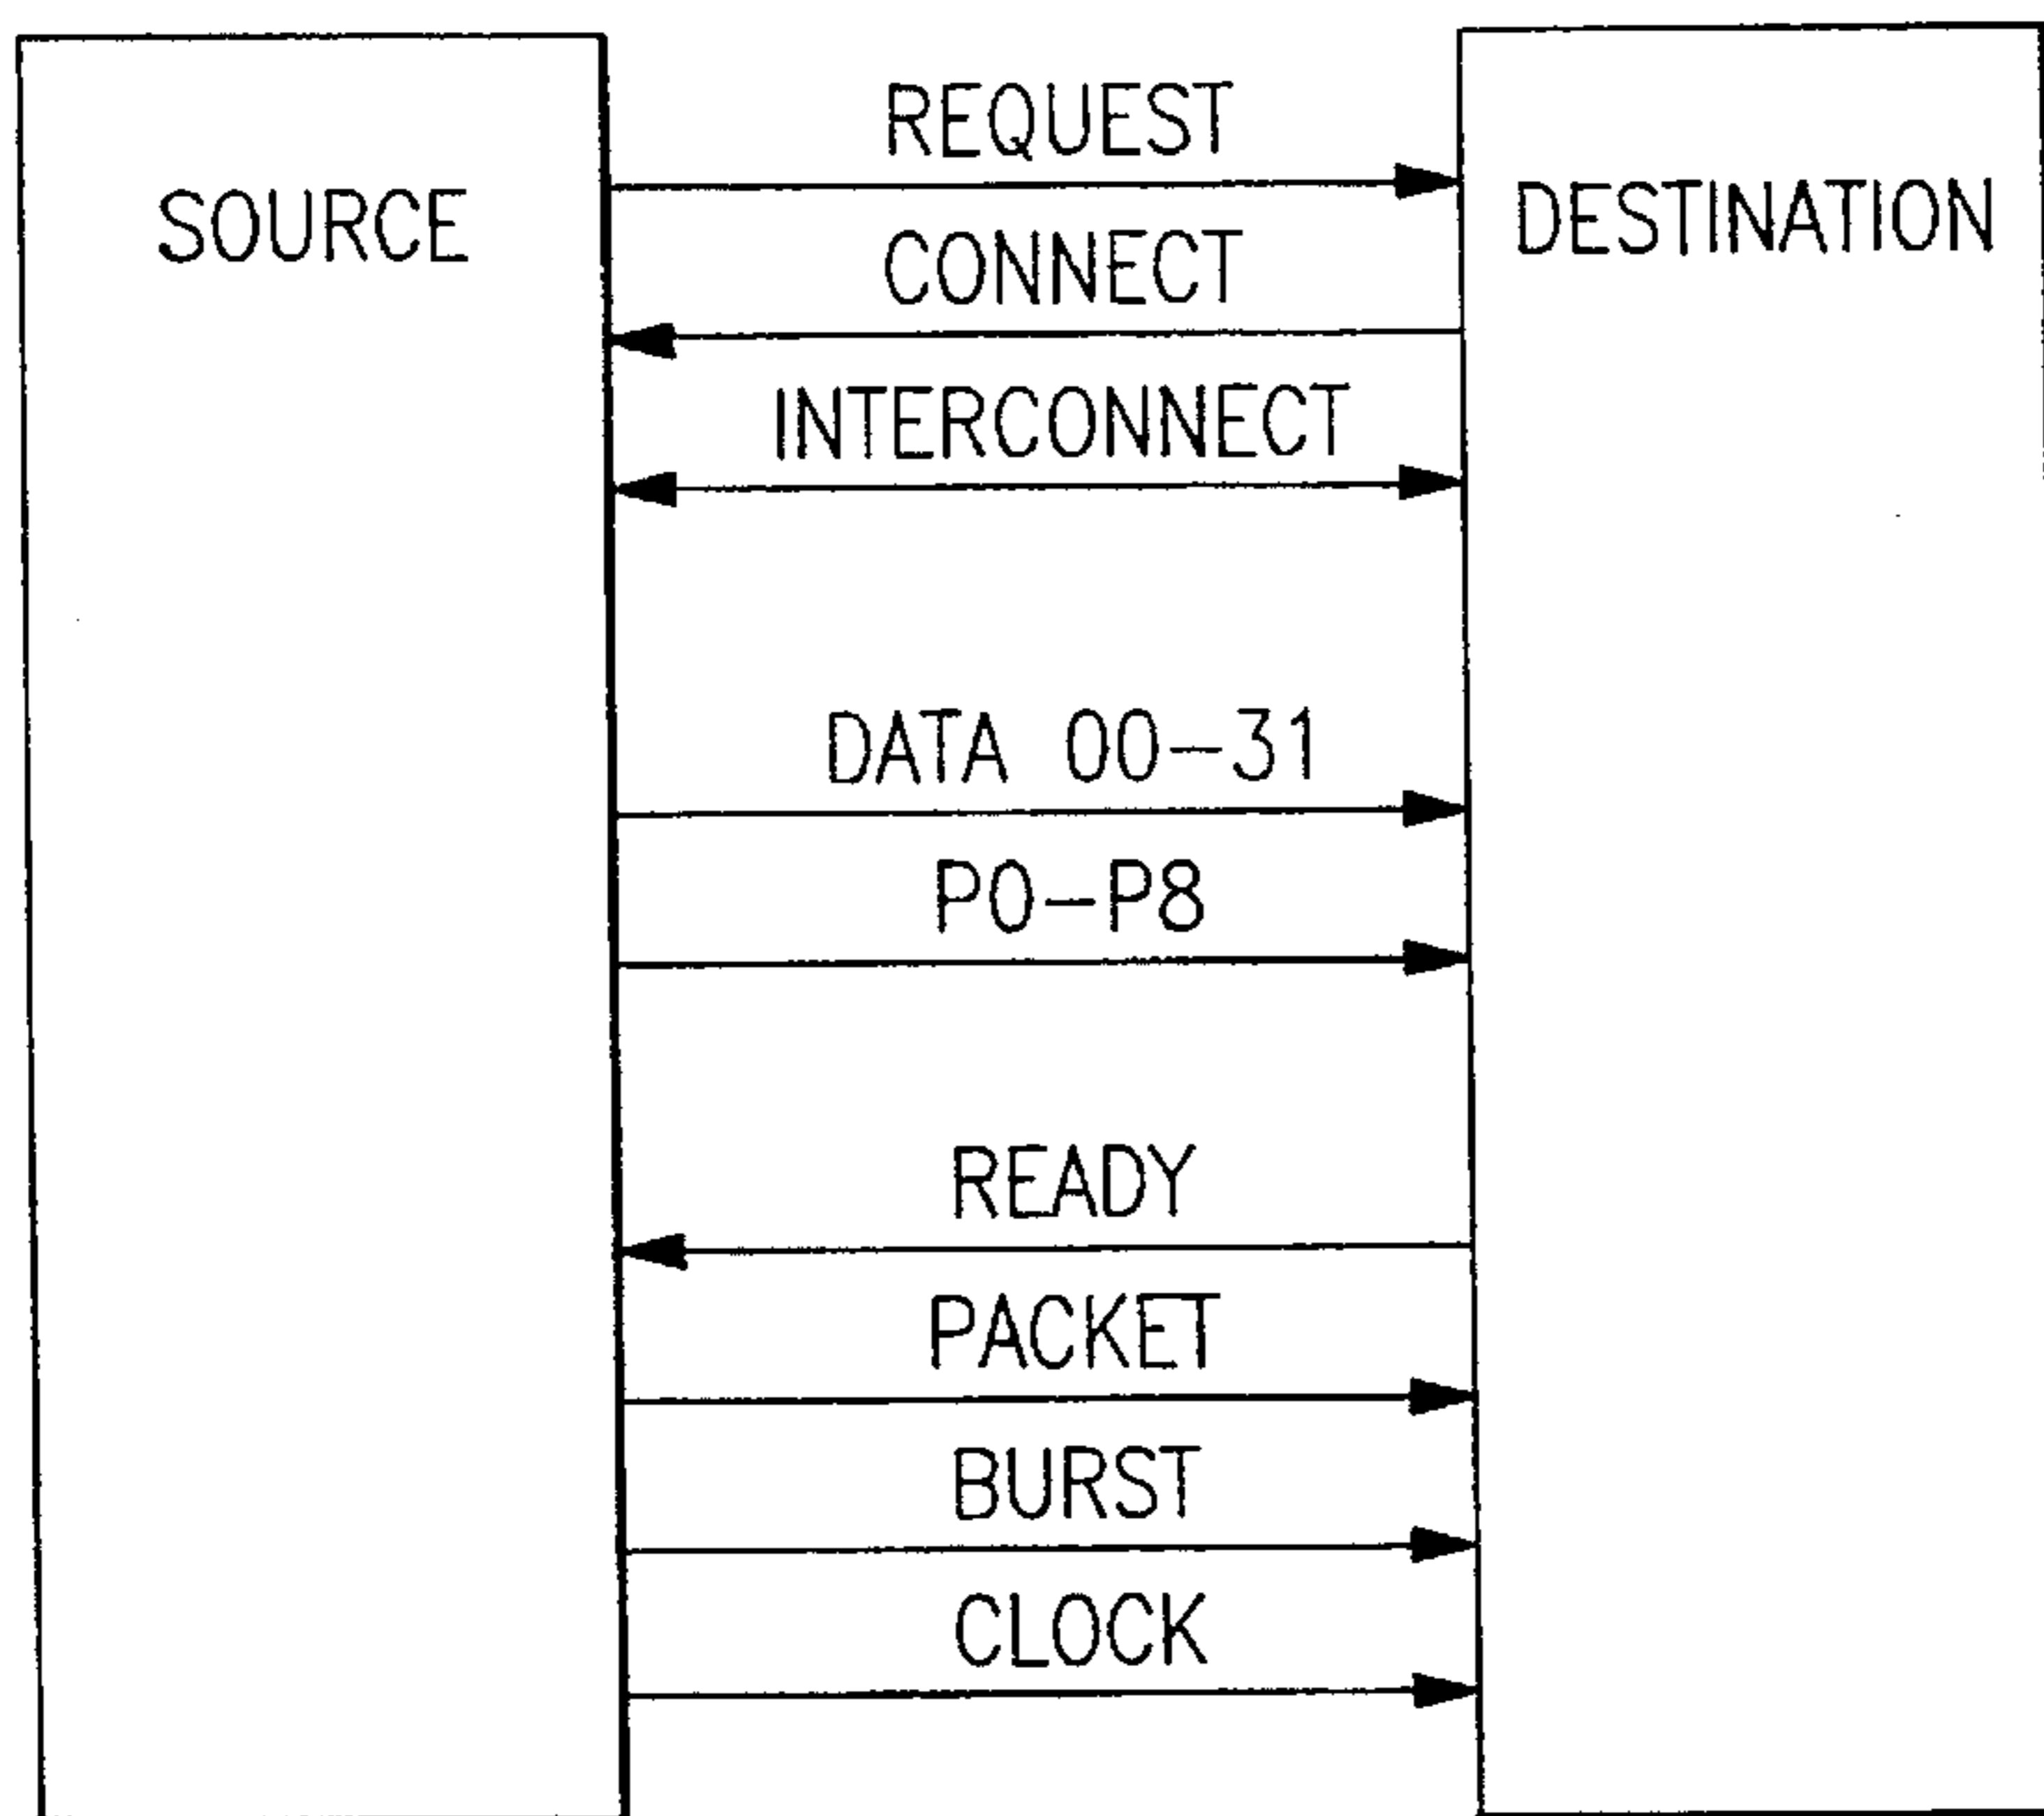 REQUEST
SOURCE
DESTINATION
CONNECT
INTERCONNECT
DATA 00-31
P0-P8
READY
PACKET
BURST
CLOCK